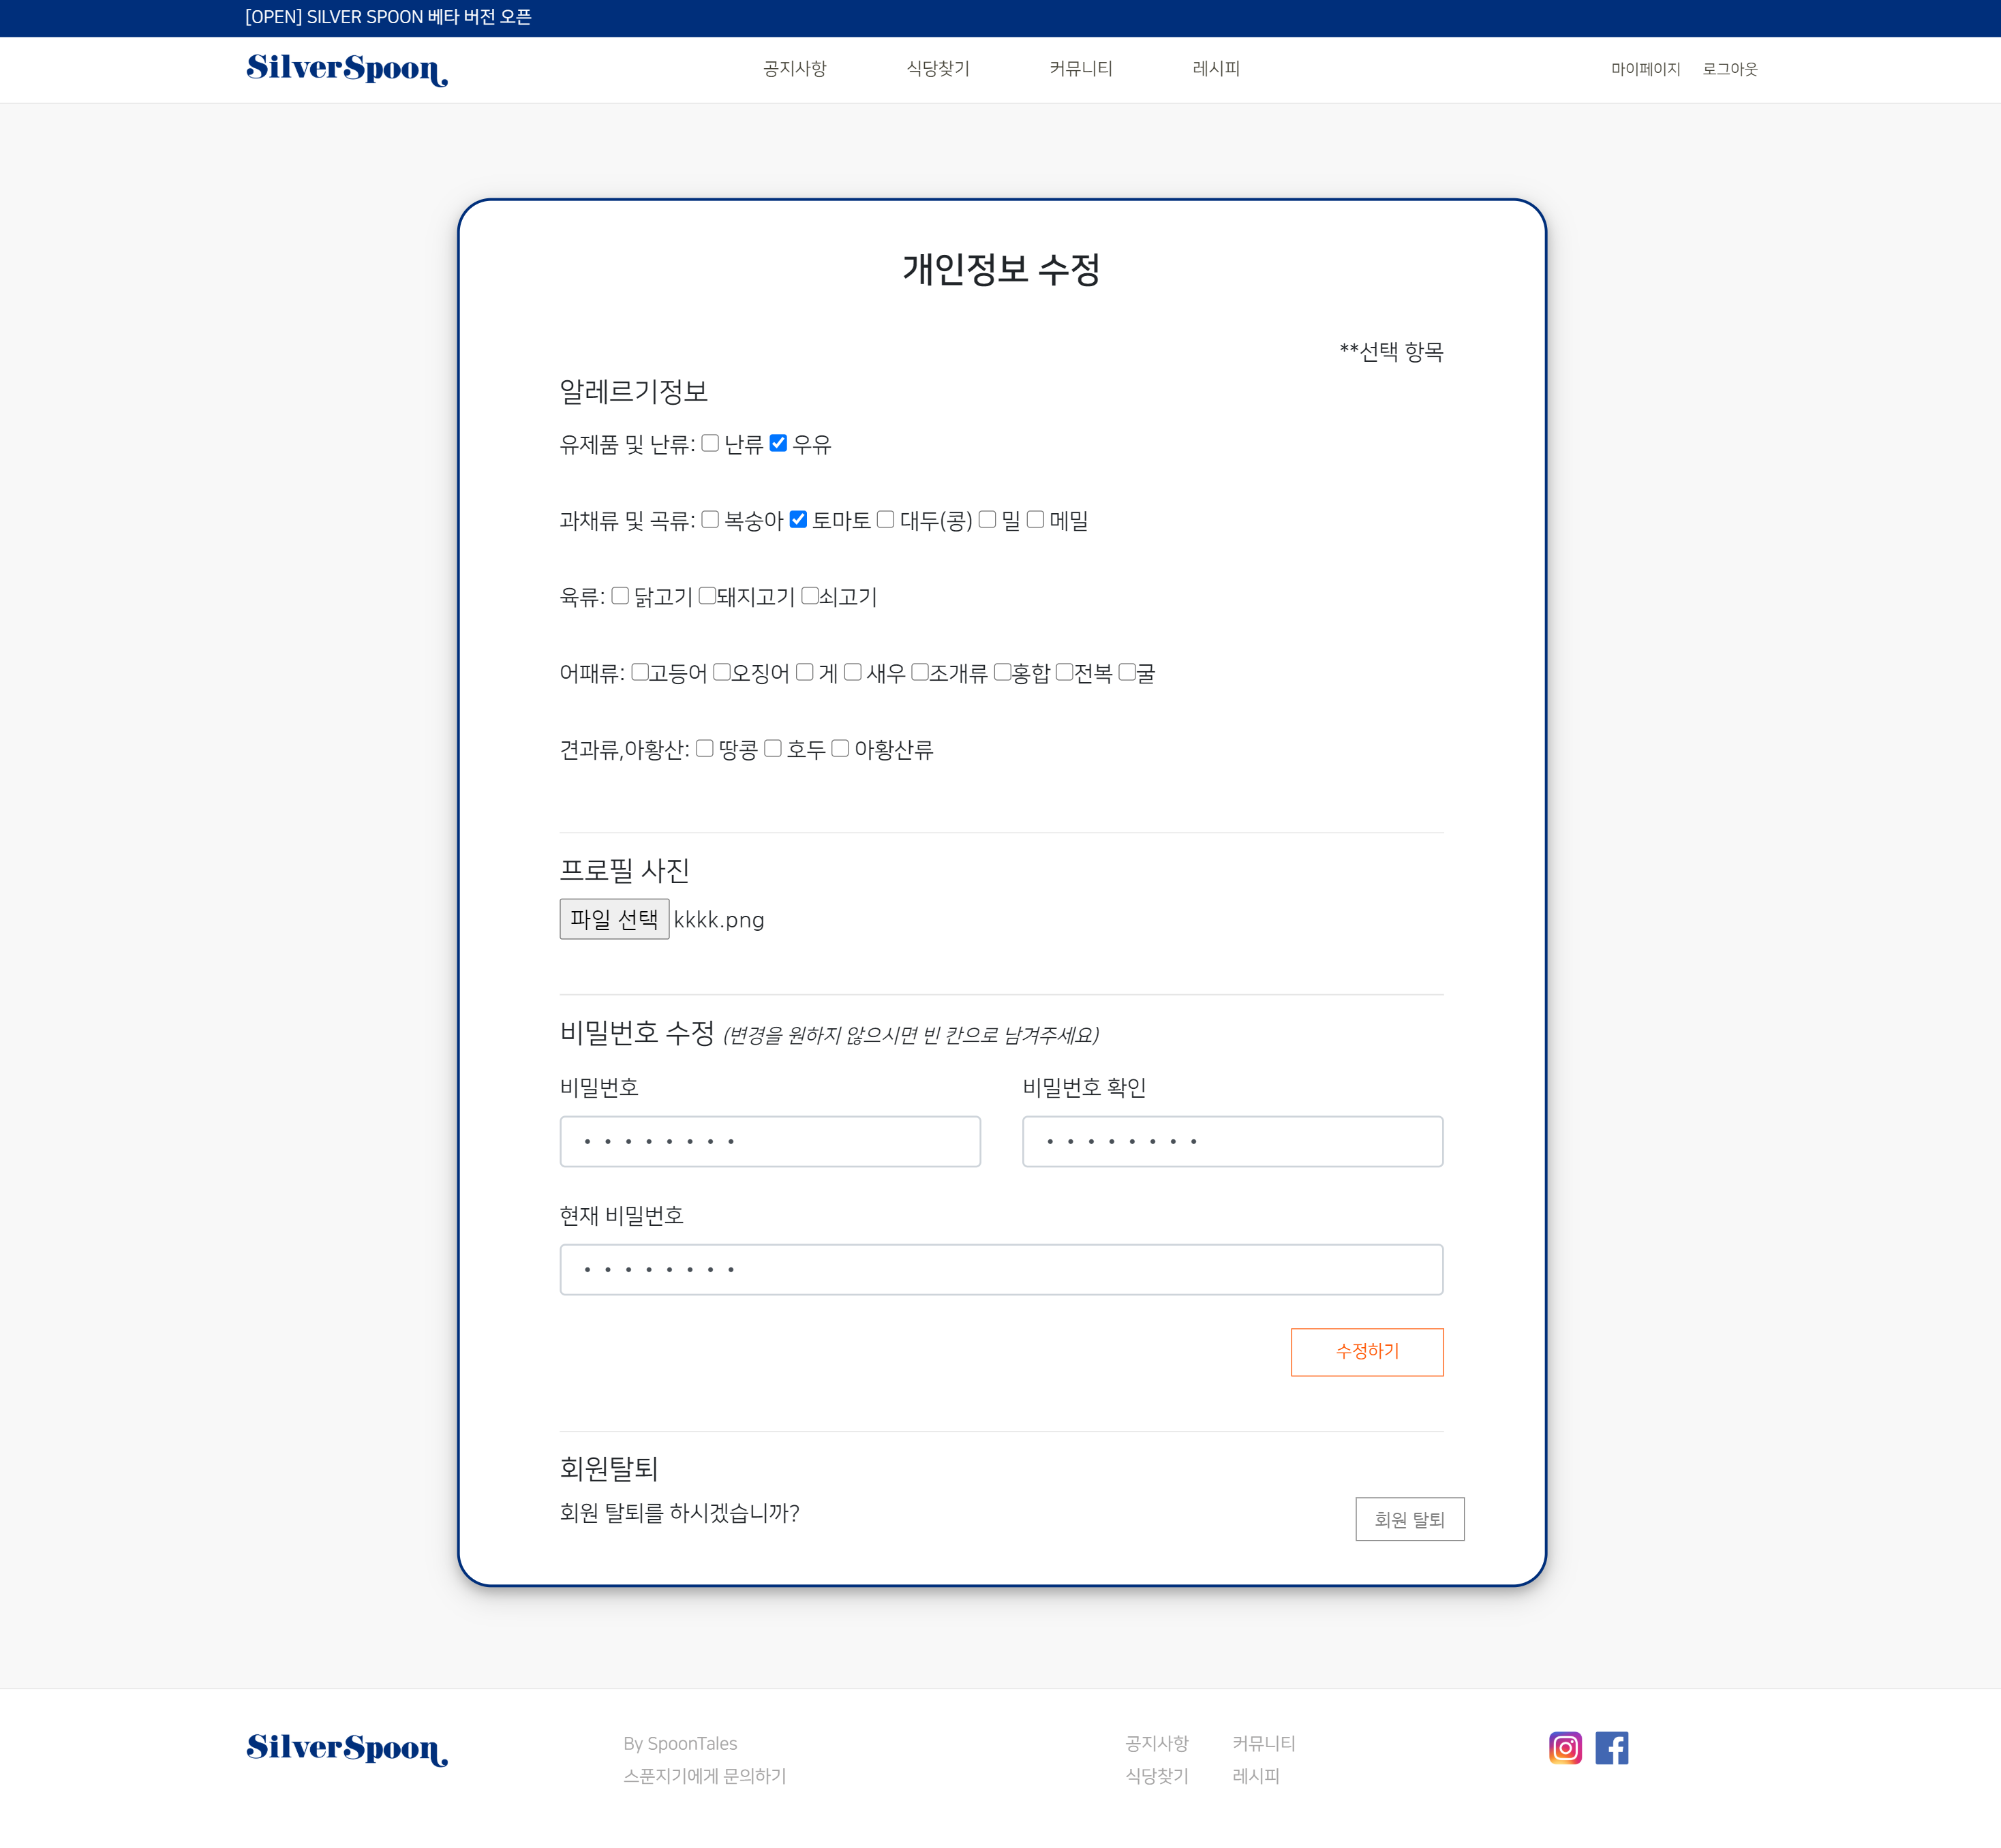 [OPEN] SILVER SPOON 베타 버전 오픈
SilverSpoon 공지사항 식당찾기 커뮤니티 레시피 마이페이지 로그아웃
개인정보 수정
**선택 항목
알레르기정보
유제품 및 난류: 난류 우유
과채류 및 곡류: 복숭아 토마토 대두(콩) 밀 메밀
육류: 닭고기 돼지고기 쇠고기
어패류: 고등어 오징어 게 새우 조개류 홍합 전복 굴
견과류,아황산: 땅콩 호두 아황산류
프로필 사진
파일 선택 kkkk.png
비밀번호 수정 (변경을 원하지 않으시면 빈 칸으로 남겨주세요)
비밀번호 비밀번호 확인
현재 비밀번호
수정하기
회원탈퇴
회원 탈퇴를 하시겠습니까? 회원 탈퇴
SilverSpoon By SpoonTales 공지사항 커뮤니티
스푼지기에게 문의하기 식당찾기 레시피